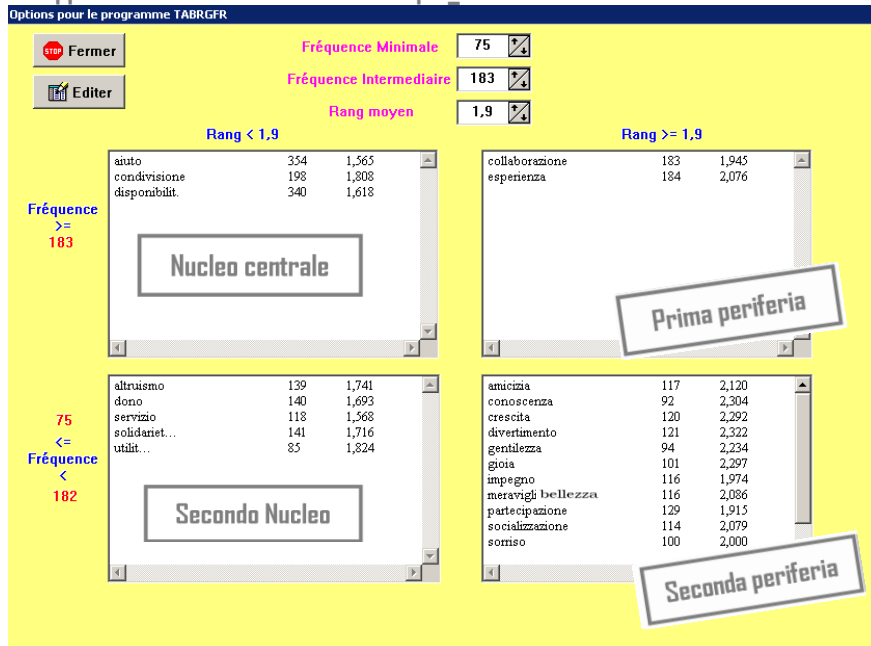 Options pour le programme TABRGFR
STOP Fermer
Editer
Fréquence Minimale 75
Fréquence Intermediaire 183
Rang moyen 1,9
Rang < 1,9
Rang >= 1,9
Fréquence
>=
183
aiuto 354 1,565
condivisione 198 1,808
disponibilit. 340 1,618
Nucleo centrale
collaborazione 183 1,945
esperienza 184 2,076
Prima periferia
75
<=
Fréquence
<
182
altruismo 139 1,741
dono 140 1,693
servizio 118 1,568
solidariet... 141 1,716
utilit... 85 1,824
Secondo Nucleo
amicizia 117 2,120
conoscenza 92 2,304
crescita 120 2,292
divertimento 121 2,322
gentilezza 94 2,234
gioia 101 2,297
impegno 116 1,974
meravigli bellezza 116 2,086
partecipazione 129 1,915
socializzazione 114 2,079
sorriso 100 2,000
Seconda periferia